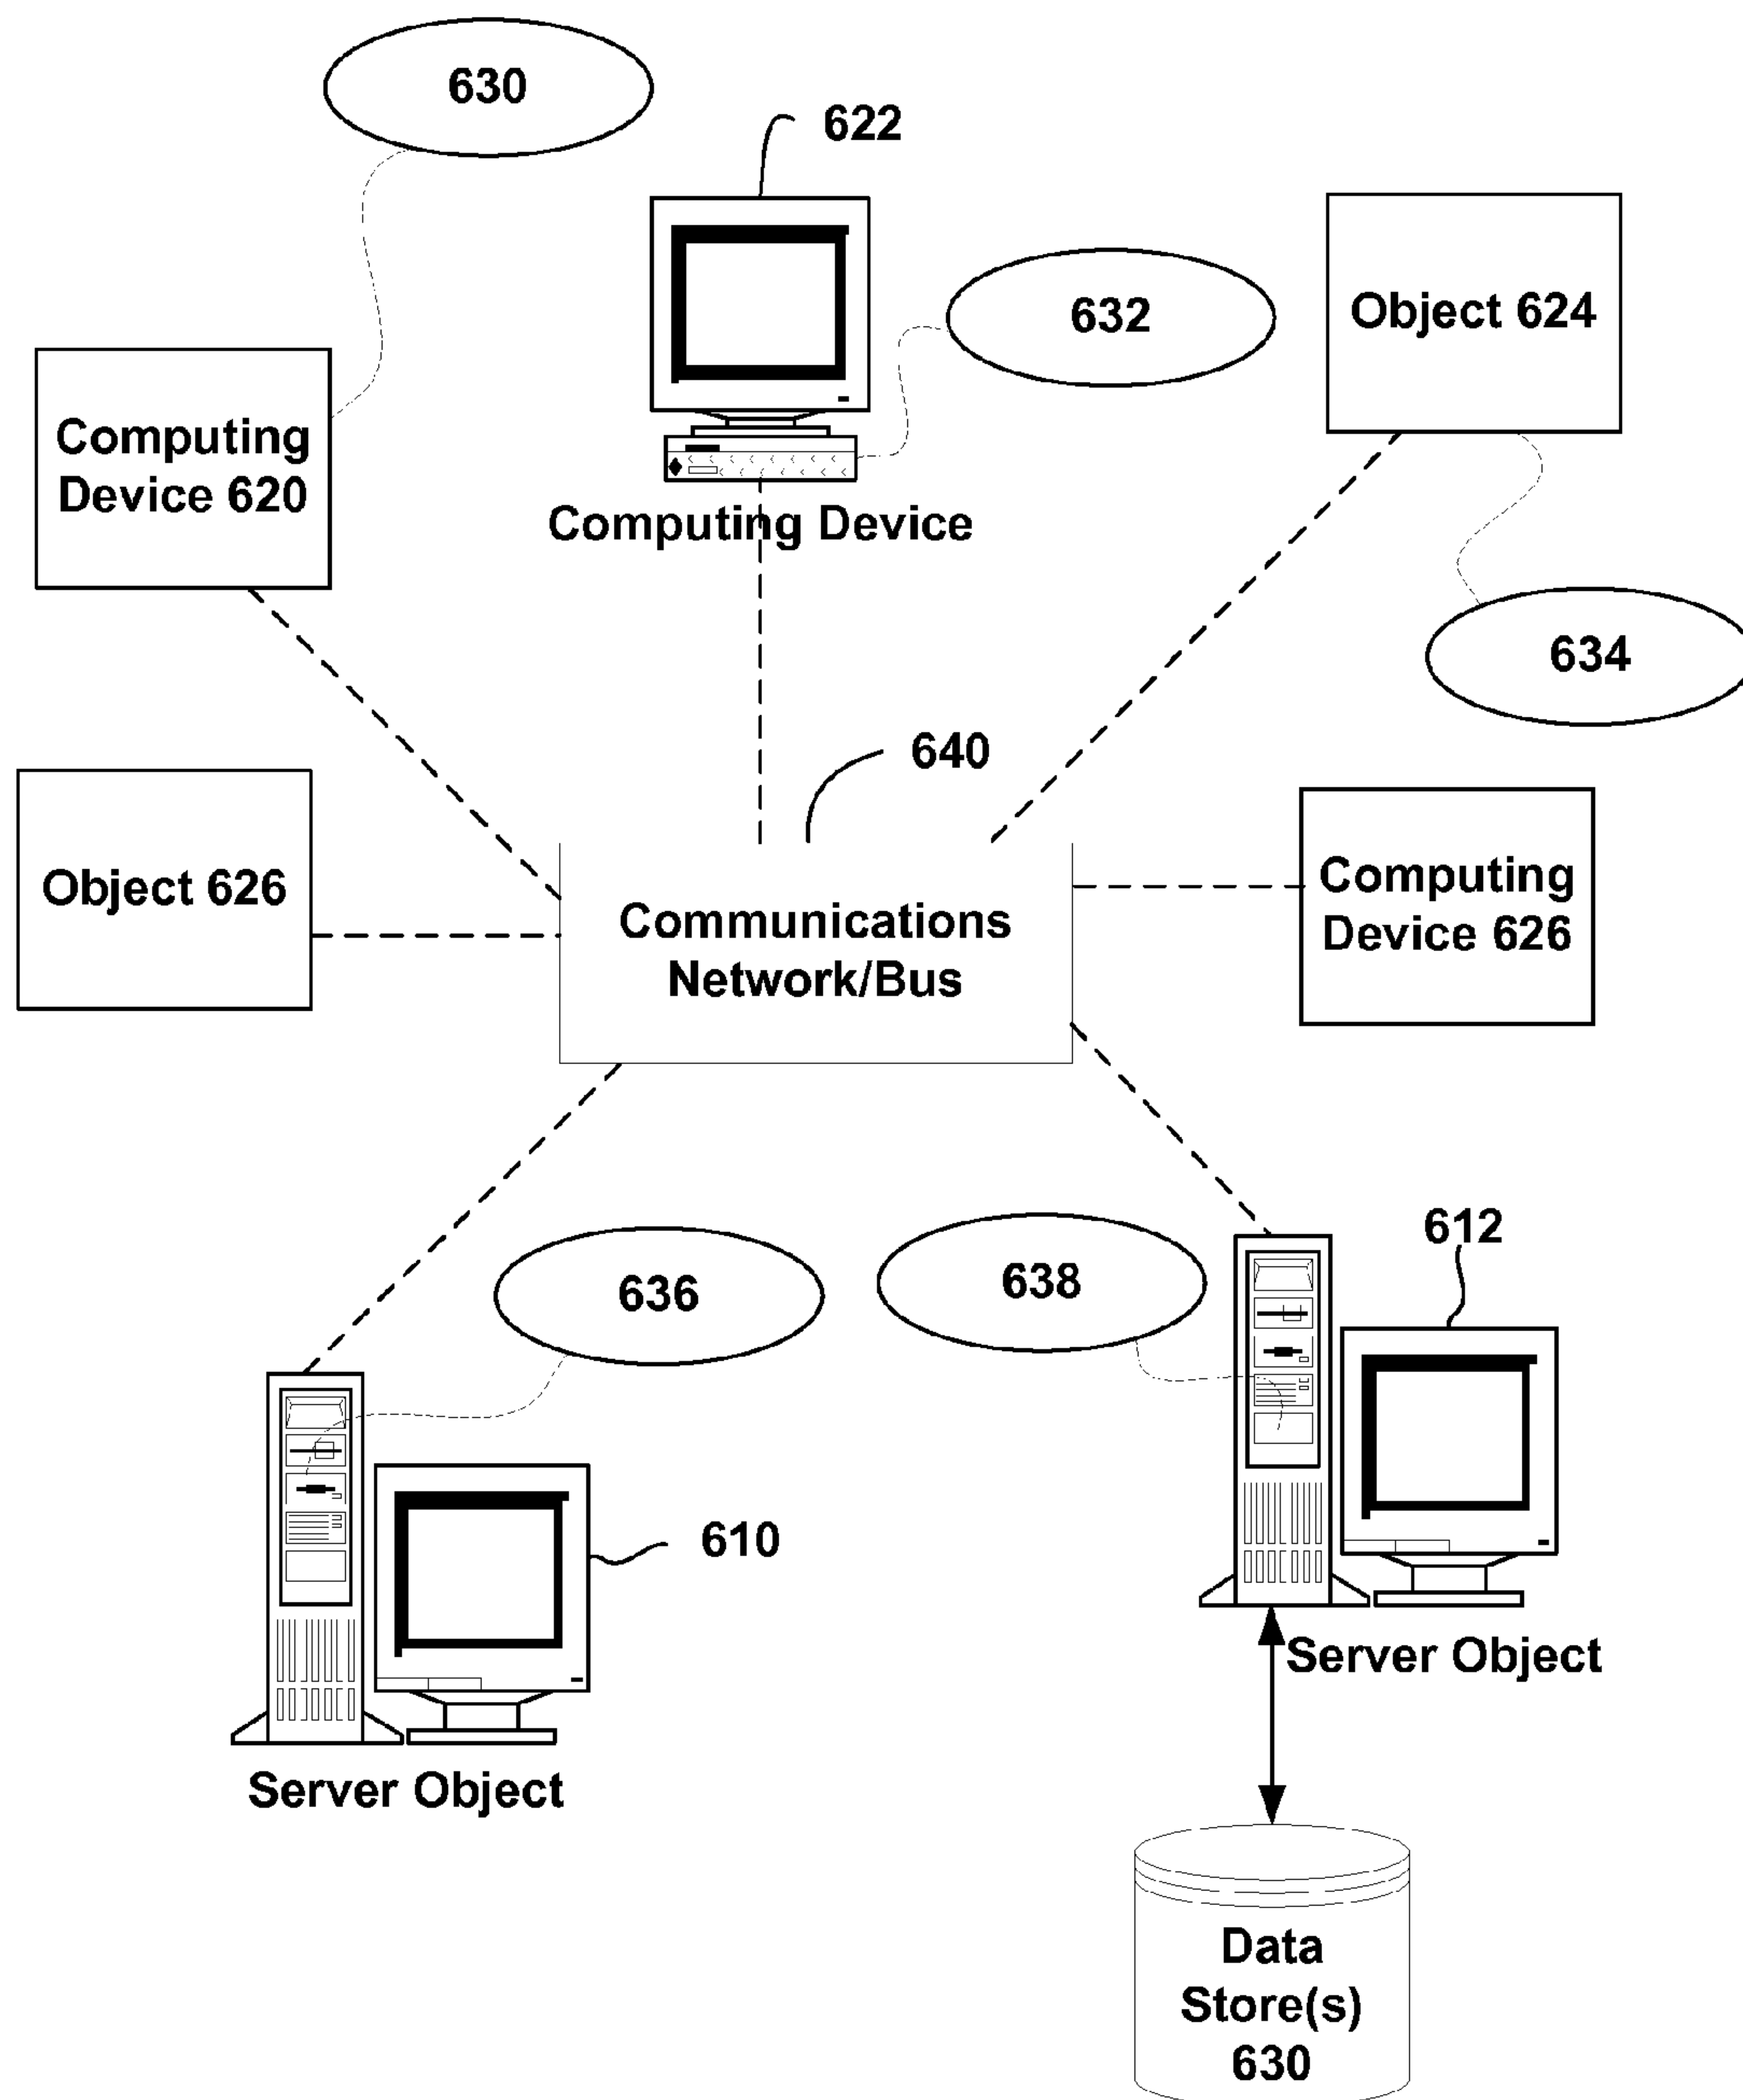 630
622
632
Object 624
Computing
Device 620
Computing Device
634
640
Object 626
Computing
Device 626
Communications
Network/Bus
612
636
638
610
Server Object
Server Object
Data
Store(s)
630